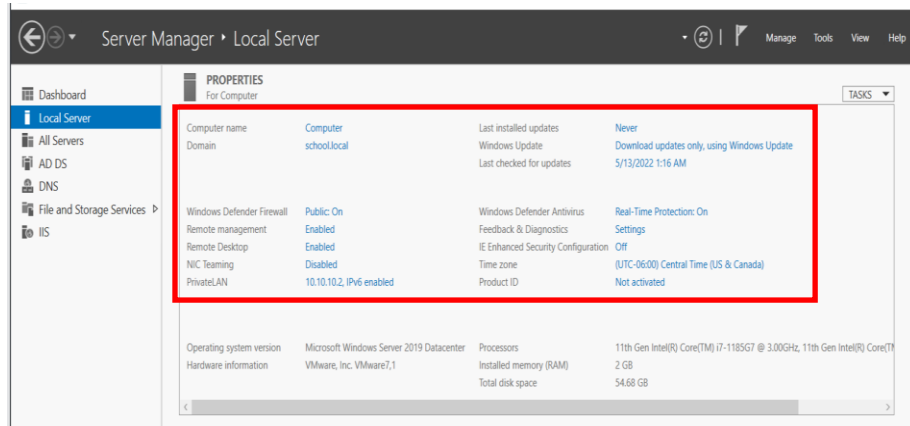 Server Manager • Local Server
Manage Tools View Help
Dashboard
Local Server
All Servers
AD DS
DNS
File and Storage Services
IIS
PROPERTIES
For Computer
TASKS
Computer name Computer Last installed updates Never
Domain school.local Windows Update Download updates only, using Windows Update
Last checked for updates 5/13/2022 1:16 AM
Windows Defender Firewall Public: On Windows Defender Antivirus Real-Time Protection: On
Remote management Enabled Feedback & Diagnostics Settings
Remote Desktop Enabled IE Enhanced Security Configuration Off
NIC Teaming Disabled Time zone (UTC-06:00) Central Time (US & Canada)
PrivateLAN 10.10.10.2, IPv6 enabled Product ID Not activated
Operating system version Microsoft Windows Server 2019 Datacenter Processors 11th Gen Intel(R) Core(TM) i7-1185G7 @ 3.00GHz, 11th Gen Intel(R)
Hardware information VMware, Inc. VMware7,1 Installed memory (RAM) 2 GB
Total disk space 54.68 GB